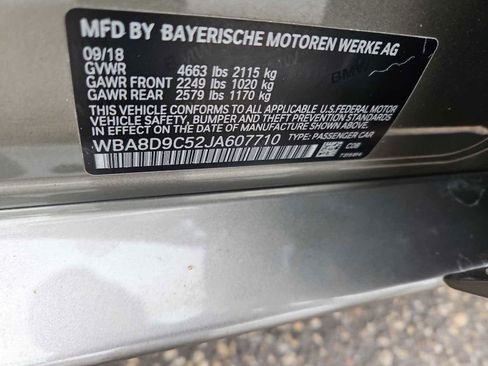 MFD BY BAYERISCHE MOTOREN WERKE AG
09/18
GVWR 4663 lbs 2115 kg
GAWR FRONT 2249 lbs 1020 kg
GAWR REAR 2579 lbs 1170 kg
THIS VEHICLE CONFORMS TO ALL APPLICABLE U.S. FEDERAL MOTOR
VEHICLE SAFETY, BUMPER AND THEFT PREVENTION STANDARDS IN
EFFECT ON THE DATE OF MANUFACTURE SHOWN ABOVE.
WBA8D9C52JA607710 TYPE: PASSENGER CAR